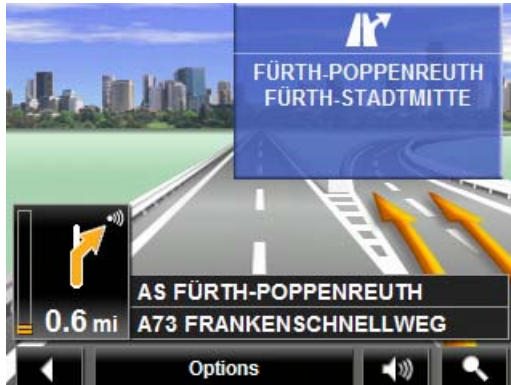 FÜRTH-POPPENREUTH
FÜRTH-STADTMITTE
AS FÜRTH-POPPENREUTH
0.6 mi
A73 FRANKENSCHNELLWEG
Options